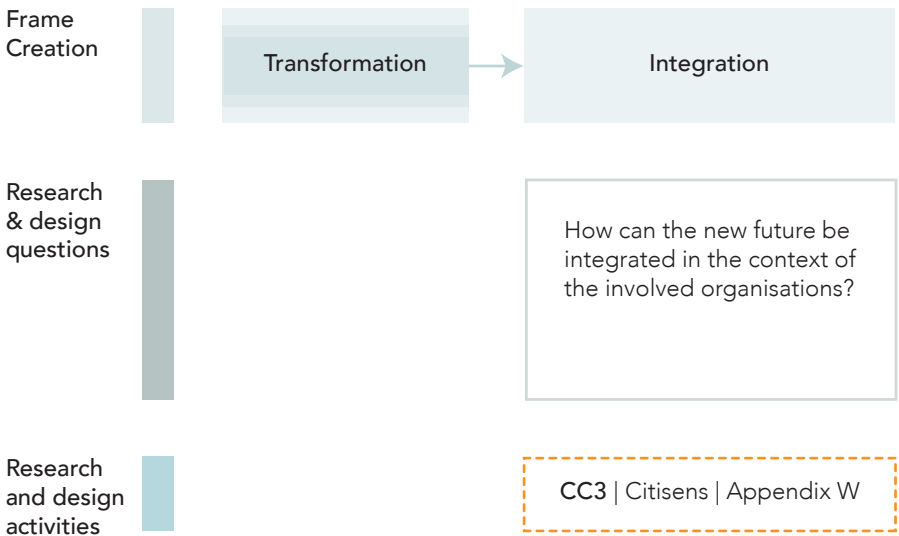 Frame
Creation
Transformation
Integration
Research
& design
questions
How can the new future be
integrated in the context of
the involved organisations?
Research
and design
activities
CC3 | Citisens | Appendix W